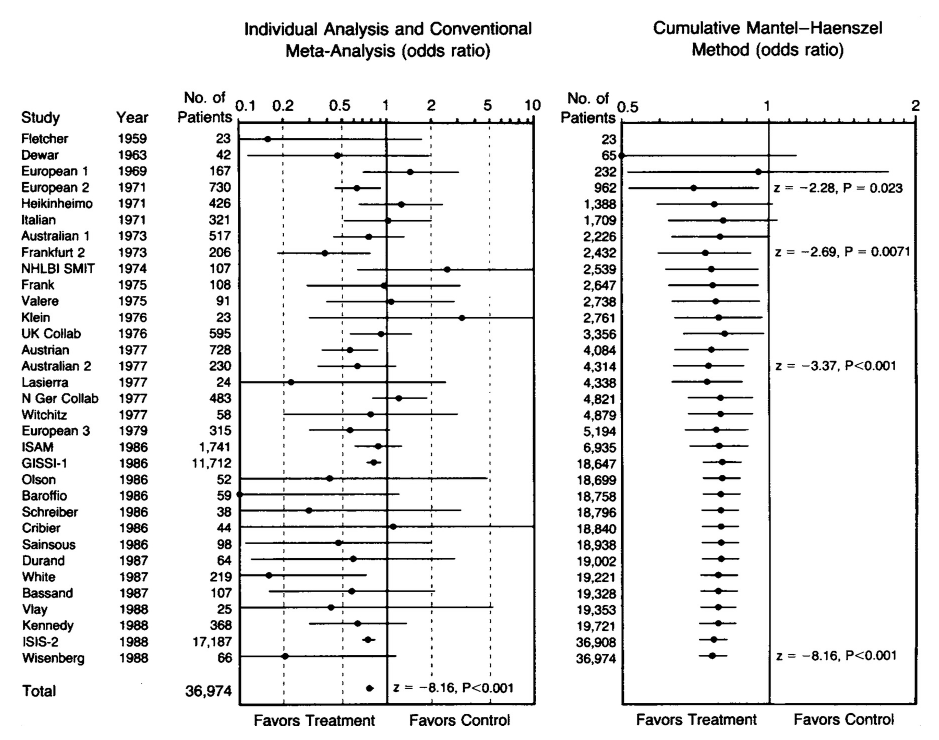 Individual Analysis and Conventional Meta-Analysis (odds ratio)
Cumulative Mantel–Haenszel Method (odds ratio)
Study Year No. of Patients 0.1 0.2 0.5 1 2 5 10 No. of Patients 0.5 1 2
Fletcher 1959 23 23
Dewar 1963 42 65
European 1 1969 167 232
European 2 1971 730 962 z = −2.28, P = 0.023
Heikinheimo 1971 426 1,388
Italian 1971 321 1,709
Australian 1 1973 517 2,226
Frankfurt 2 1973 206 2,432 z = −2.69, P = 0.0071
NHLBI SMIT 1974 107 2,539
Frank 1975 108 2,647
Valere 1975 91 2,738
Klein 1976 23 2,761
UK Collab 1976 595 3,356
Austrian 1977 728 4,084
Australian 2 1977 230 4,314 z = −3.37, P<0.001
Lasierra 1977 24 4,338
N Ger Collab 1977 483 4,821
Witchitz 1977 58 4,879
European 3 1979 315 5,194
ISAM 1986 1,741 6,935
GISSI-1 1986 11,712 18,647
Olson 1986 52 18,699
Baroffio 1986 59 18,758
Schreiber 1986 38 18,796
Cribier 1986 44 18,840
Sainsous 1986 98 18,938
Durand 1987 64 19,002
White 1987 219 19,221
Bassand 1987 107 19,328
Vlay 1988 25 19,353
Kennedy 1988 368 19,721
ISIS-2 1988 17,187 36,908
Wisenberg 1988 66 36,974 z = −8.16, P<0.001
Total 36,974 z = −8.16, P<0.001
Favors Treatment Favors Control Favors Treatment Favors Control